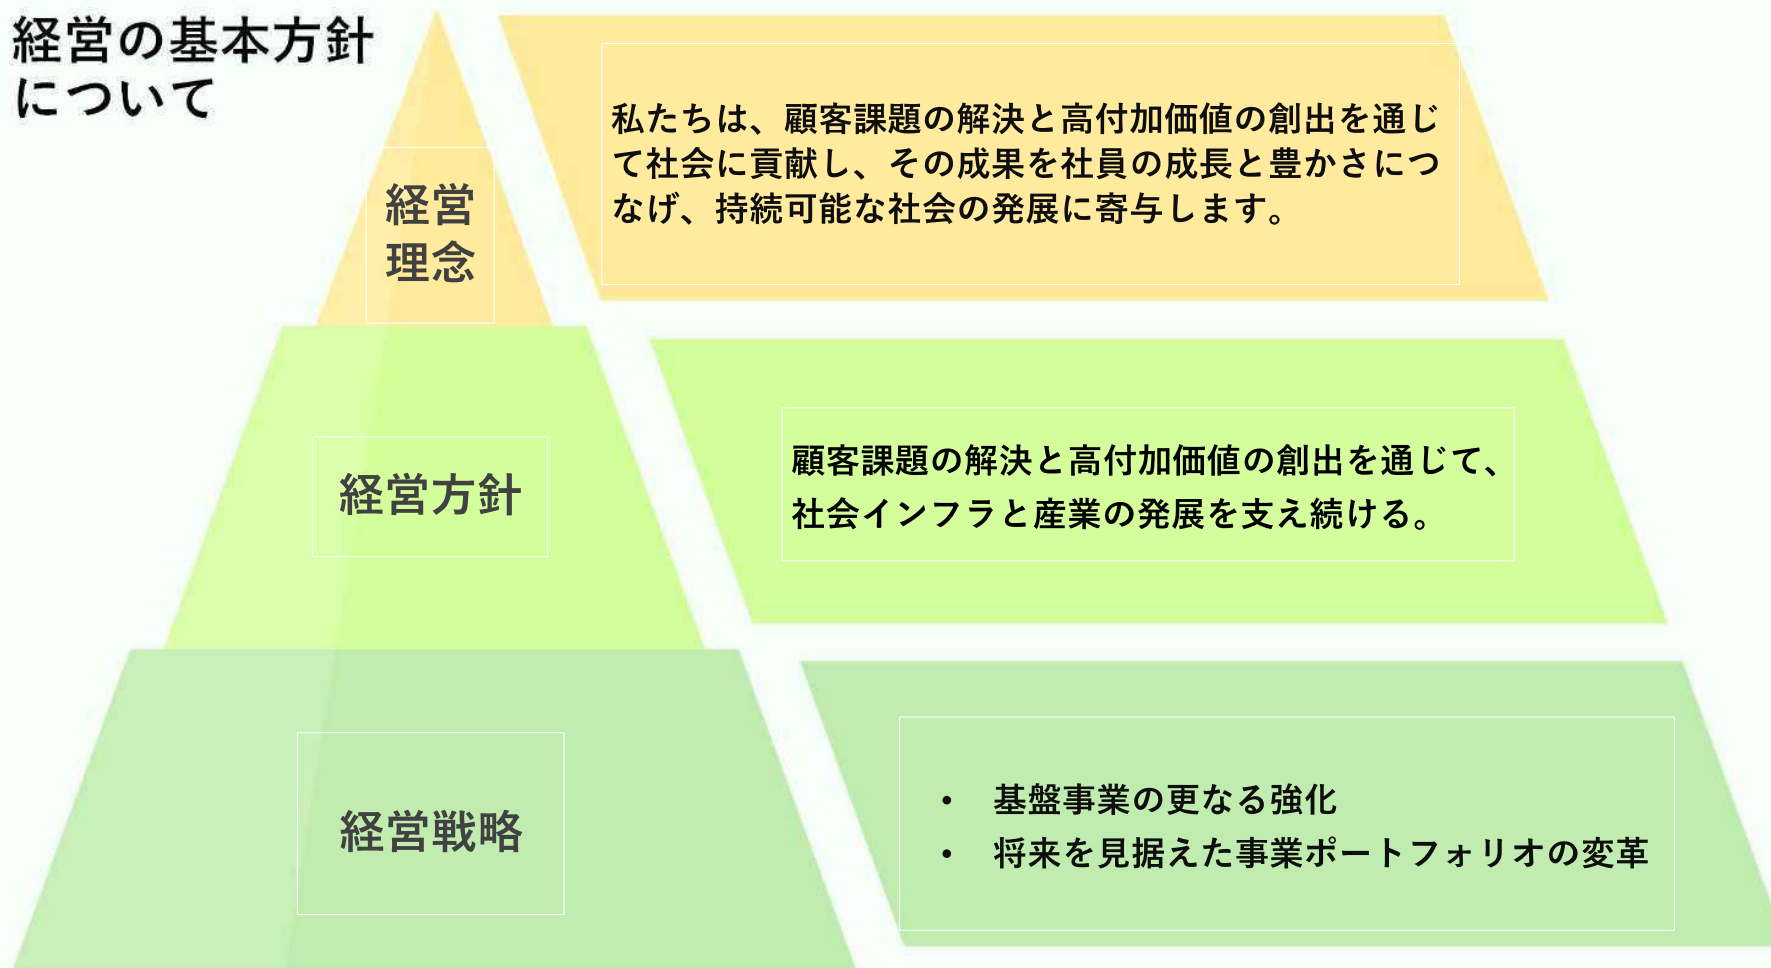 経営の基本方針
について
経営
理念
私たちは、顧客課題の解決と高付加価値の創出を通じ
て社会に貢献し、その成果を社員の成長と豊かさにつ
なげ、持続可能な社会の発展に寄与します。
経営方針
顧客課題の解決と高付加価値の創出を通じて、
社会インフラと産業の発展を支え続ける。
経営戦略
• 基盤事業の更なる強化
• 将来を見据えた事業ポートフォリオの変革